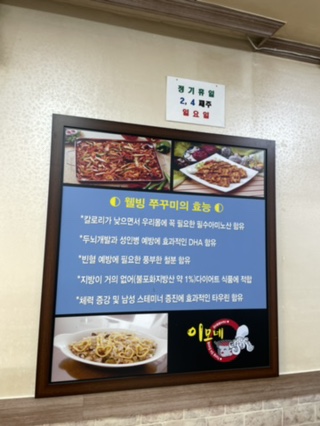 정기휴일
2, 4 째주
일요일
웰빙 쭈꾸미의 효능
*칼로리가 낮으면서 우리몸에 꼭 필요한 필수아미노산 함유
*두뇌개발과 성인병 예방에 효과적인 DHA 함유
*빈혈 예방에 필요한 풍부한 철분 함유
*지방이 거의 없어(불포화지방산 약 1%)다이어트 식품에 적합
*체력 증강 및 남성 스테미너 증진에 효과적인 타우린 함유
이모네